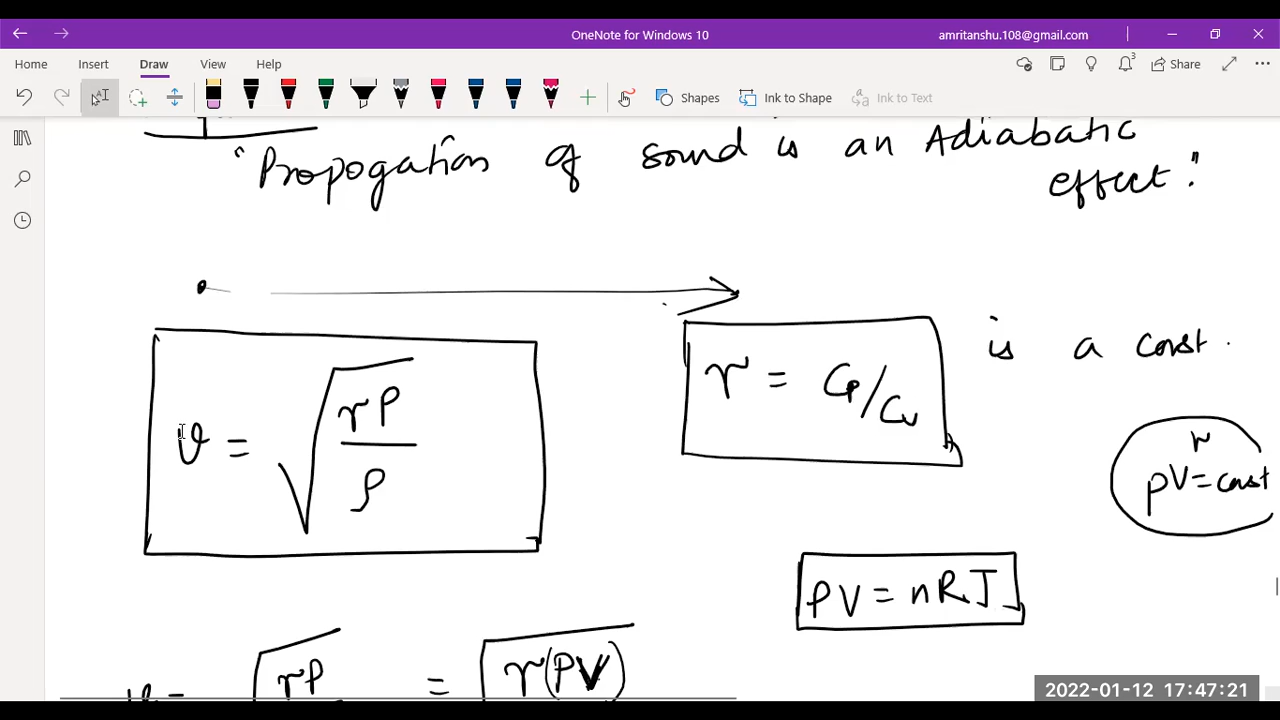 OneNote for Windows 10
amritanshu.108@gmail.com
Home Insert Draw View Help
Share
Shapes Ink to Shape Ink to Text
"Propogation of sound is an Adiabatic
effect."
γ = Cp/Cv is a const.
v = √(γP/ρ)
PV^γ = const
PV = nRT
= √γP = √γ(PV)
2022-01-12 17:47:21